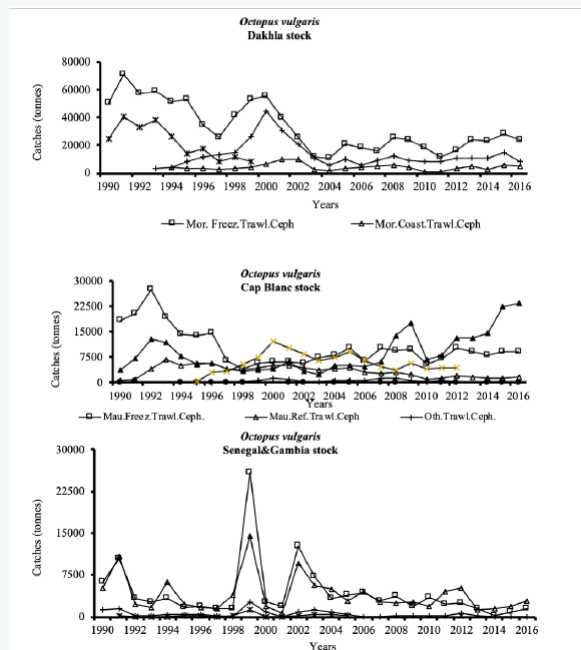 Octopus vulgaris
Dakhla stock
80000
60000
40000
20000
0
Catches (tonnes)
1990 1992 1994 1996 1998 2000 2002 2004 2006 2008 2010 2012 2014 2016
Years
Mor. Freez.Trawl.Ceph Mor.Coast.Trawl.Ceph
Octopus vulgaris
Cap Blanc stock
30000
22500
15000
7500
0
Catches (tonnes)
1990 1992 1994 1996 1998 2000 2002 2004 2006 2008 2010 2012 2014 2016
Years
Mau.Freez.Trawl.Ceph. Mau.Ref.Trawl.Ceph Oth.Trawl.Ceph.
Octopus vulgaris
Senegal&Gambia stock
30000
22500
15000
7500
0
Catches (tonnes)
1990 1992 1994 1996 1998 2000 2002 2004 2006 2008 2010 2012 2014 2016
Years